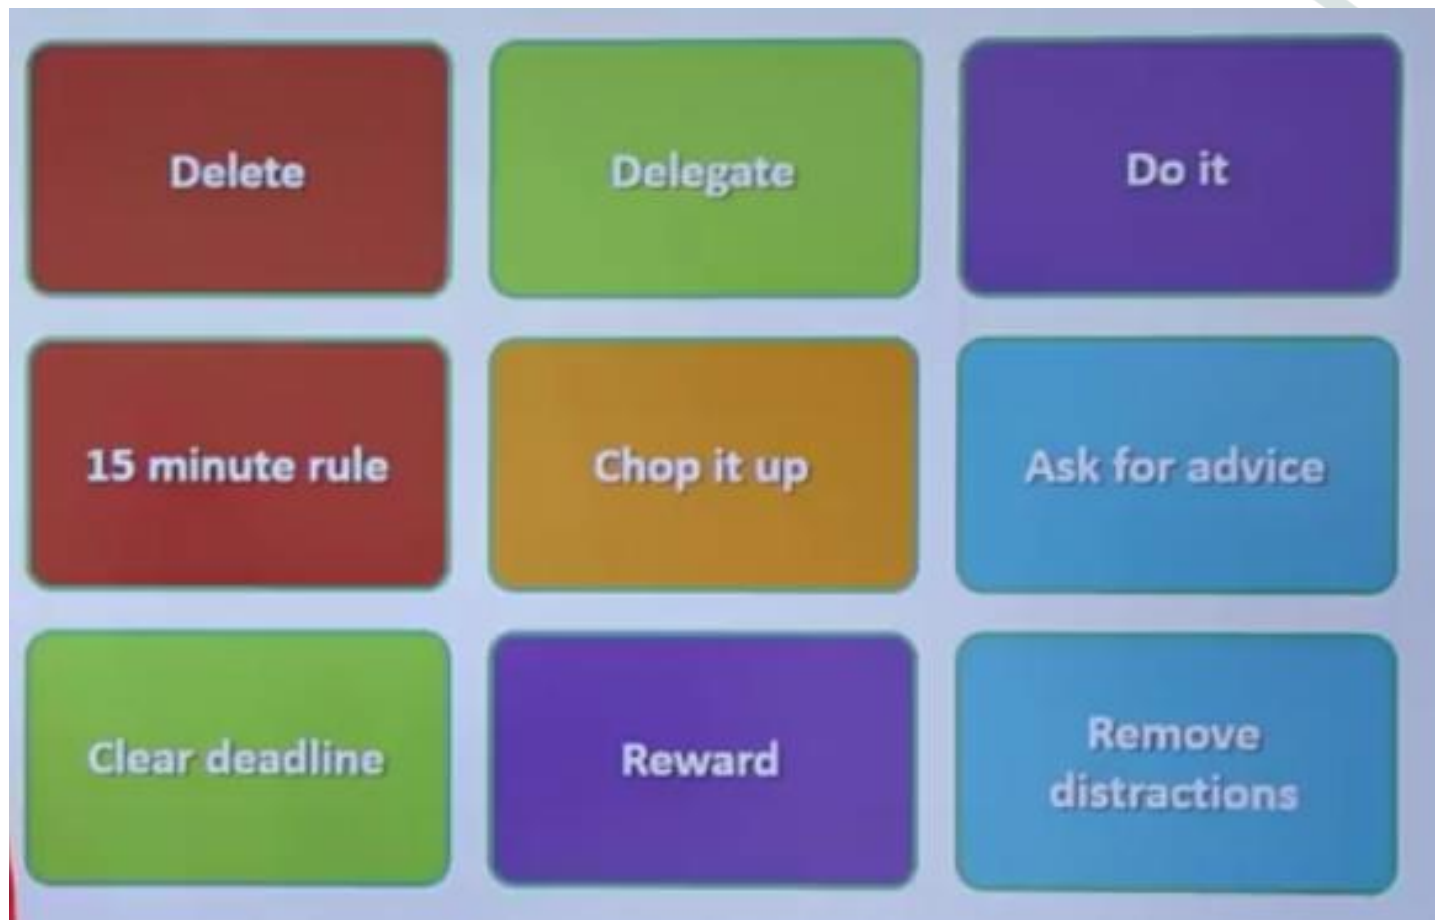 Delete
Delegate
Do it
15 minute rule
Chop it up
Ask for advice
Clear deadline
Reward
Remove
distractions